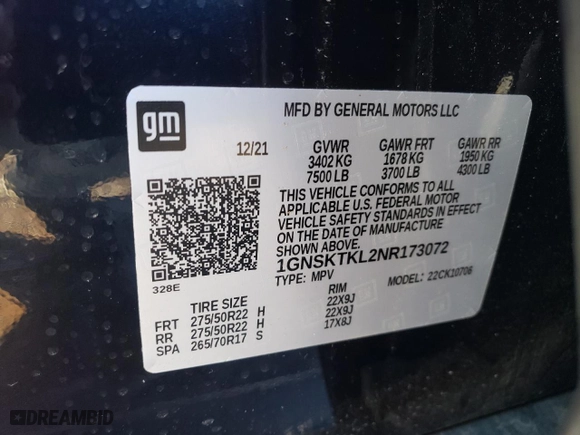 gm
MFD BY GENERAL MOTORS LLC
12/21 GVWR GAWR FRT GAWR RR
3402 KG 1678 KG 1950 KG
7500 LB 3700 LB 4300 LB
THIS VEHICLE CONFORMS TO ALL
APPLICABLE U.S. FEDERAL MOTOR
VEHICLE SAFETY STANDARDS IN EFFECT
ON THE DATE OF MANUFACTURE
SHOWN ABOVE.
1GNSKTKL2NR173072
TYPE: MPV MODEL: 22CK10706
328E
TIRE SIZE RIM
FRT 275/50R22 H 22X9J
RR 275/50R22 H 22X9J
SPA 265/70R17 S 17X8J
DREAMBID